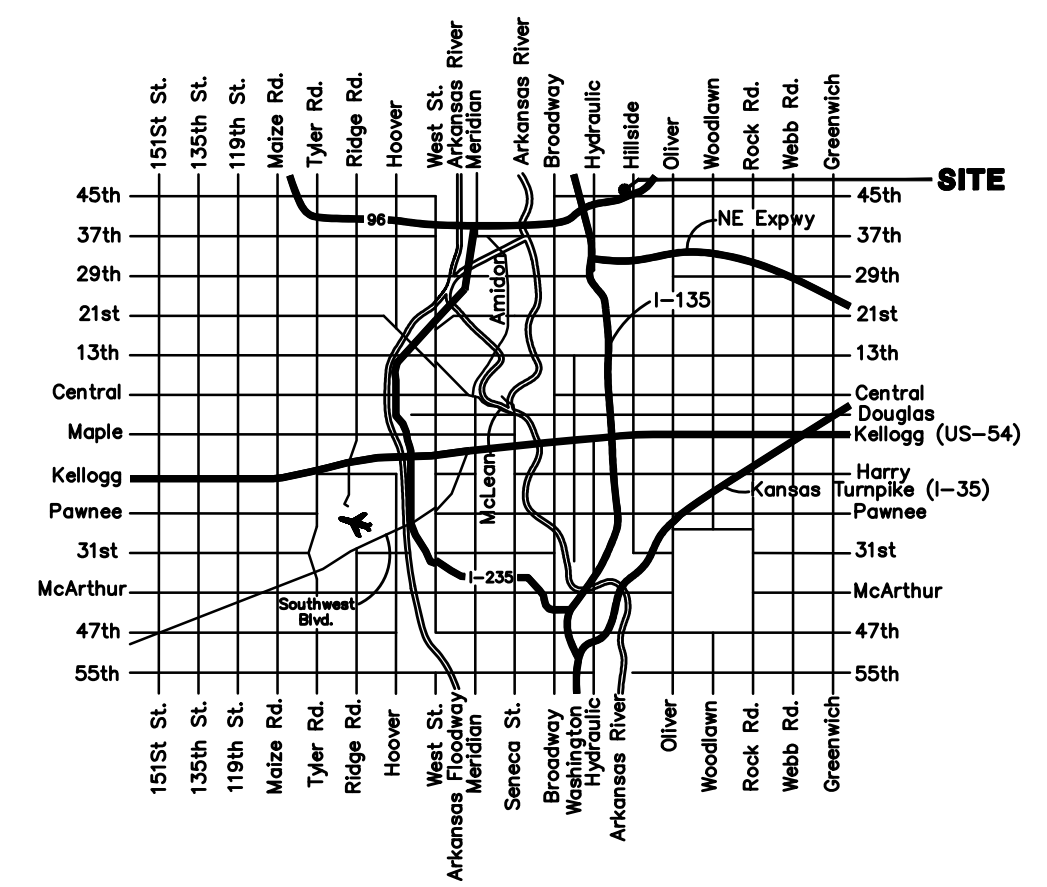 151St St.
135th St.
119th St.
Maize Rd.
Tyler Rd.
Ridge Rd.
Hoover
West St.
Arkansas River
Meridian
Arkansas River
Broadway
Hydraulic
Hillside
Oliver
Woodlawn
Rock Rd.
Webb Rd.
Greenwich
SITE
45th
45th
96
NE Expwy
37th
37th
29th
29th
Amidon
I-135
21st
21st
13th
13th
Central
Central
Douglas
Maple
Kellogg (US-54)
Kellogg
Harry
McLean
Kansas Turnpike (I-35)
Pawnee
Pawnee
31st
31st
I-235
McArthur
McArthur
Southwest
Blvd.
47th
47th
55th
55th
151St St.
135th St.
119th St.
Maize Rd.
Tyler Rd.
Ridge Rd.
Hoover
West St.
Arkansas Floodway
Meridian
Seneca St.
Broadway
Washington
Hydraulic
Arkansas River
Oliver
Woodlawn
Rock Rd.
Webb Rd.
Greenwich